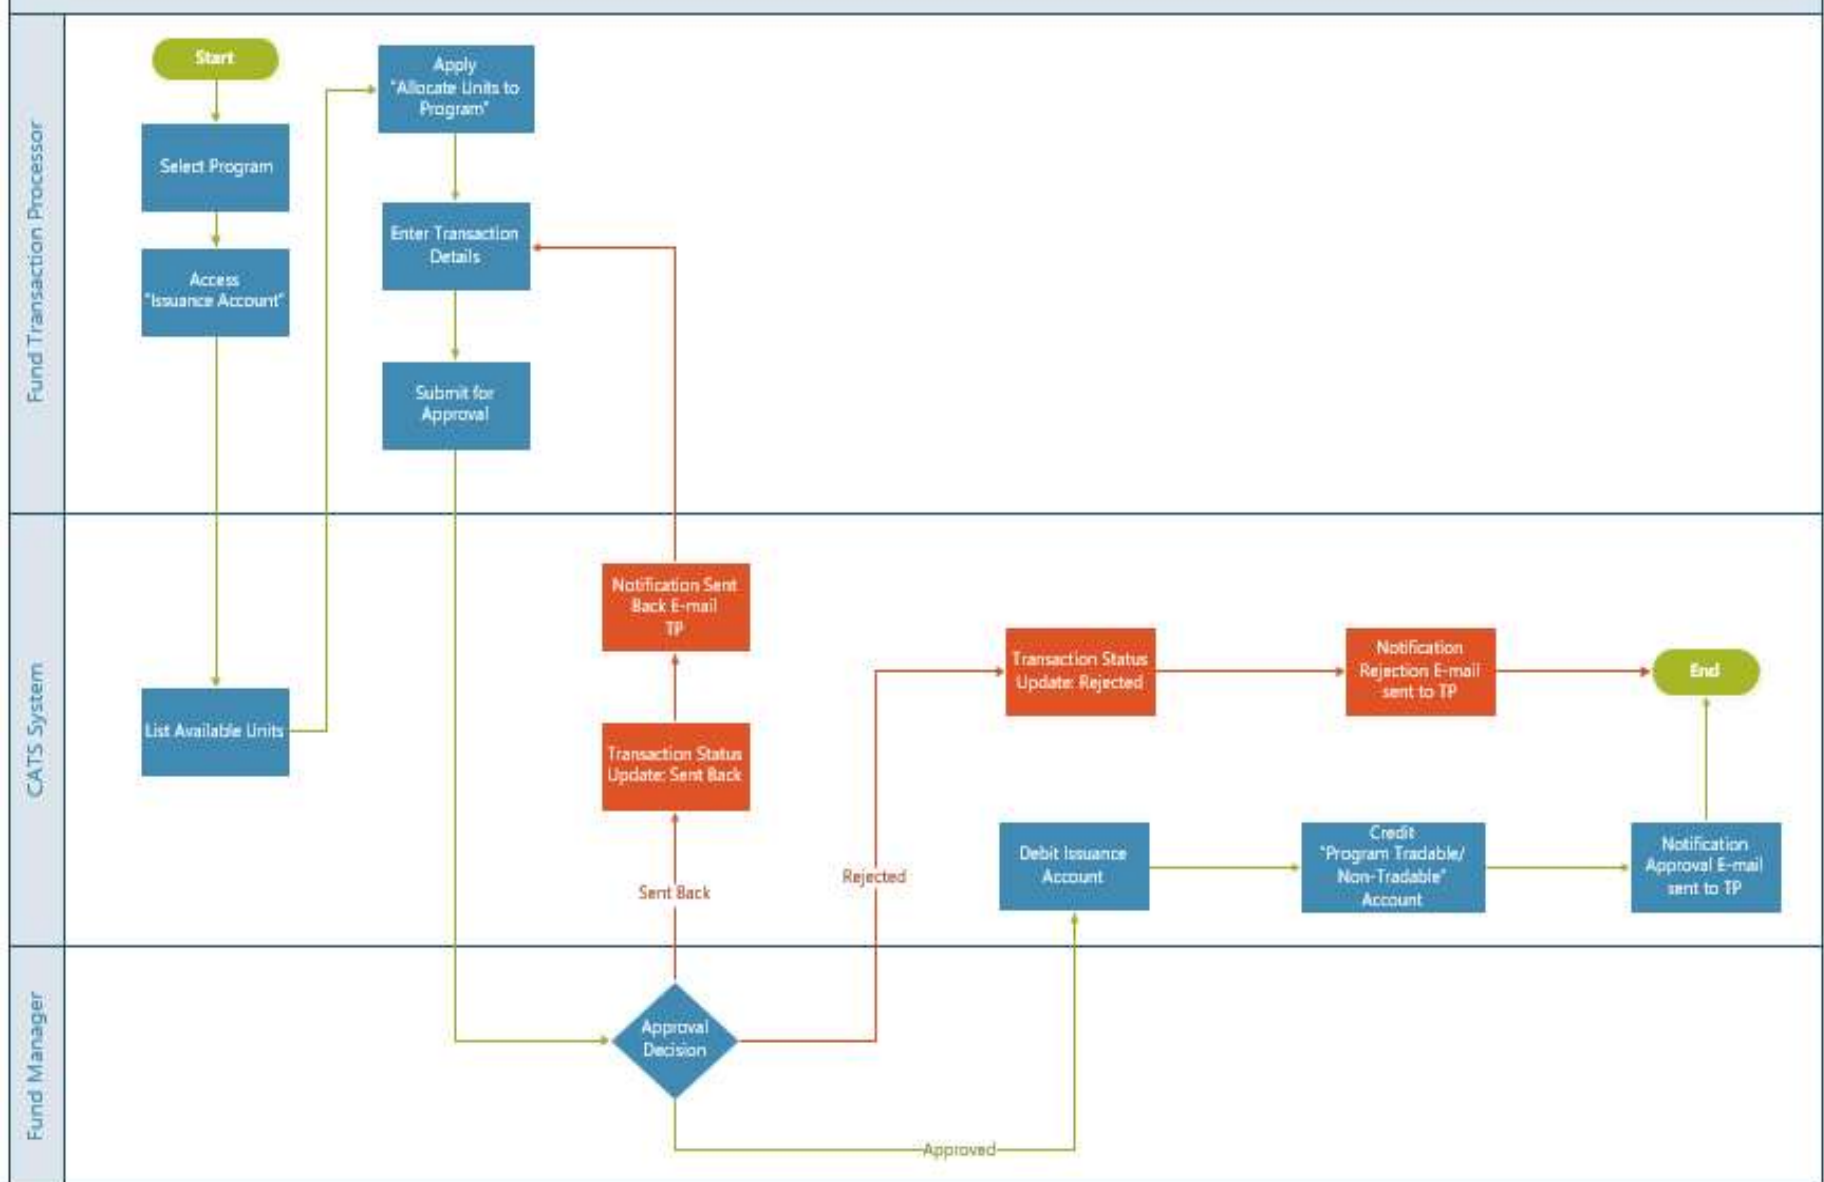 Fund Transaction Processor
Start
Select Program
Access
"Issuance Account"
Apply
"Allocate Units to
Program"
Enter Transaction
Details
Submit for
Approval
CATS System
List Available Units
Notification Sent
Back E-mail
TP
Transaction Status
Update: Sent Back
Sent Back
Rejected
Transaction Status
Update: Rejected
Notification
Rejection E-mail
sent to TP
End
Debit Issuance
Account
Credit
"Program Tradable/
Non-Tradable"
Account
Notification
Approval E-mail
sent to TP
Fund Manager
Approval
Decision
Approved